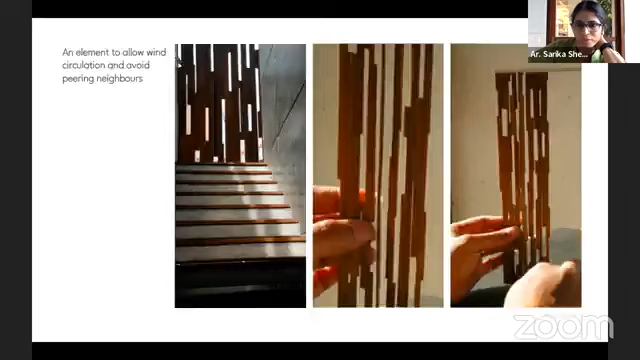 An element to allow wind
circulation and avoid
peering neighbours
Ar. Sarika She...
zoom